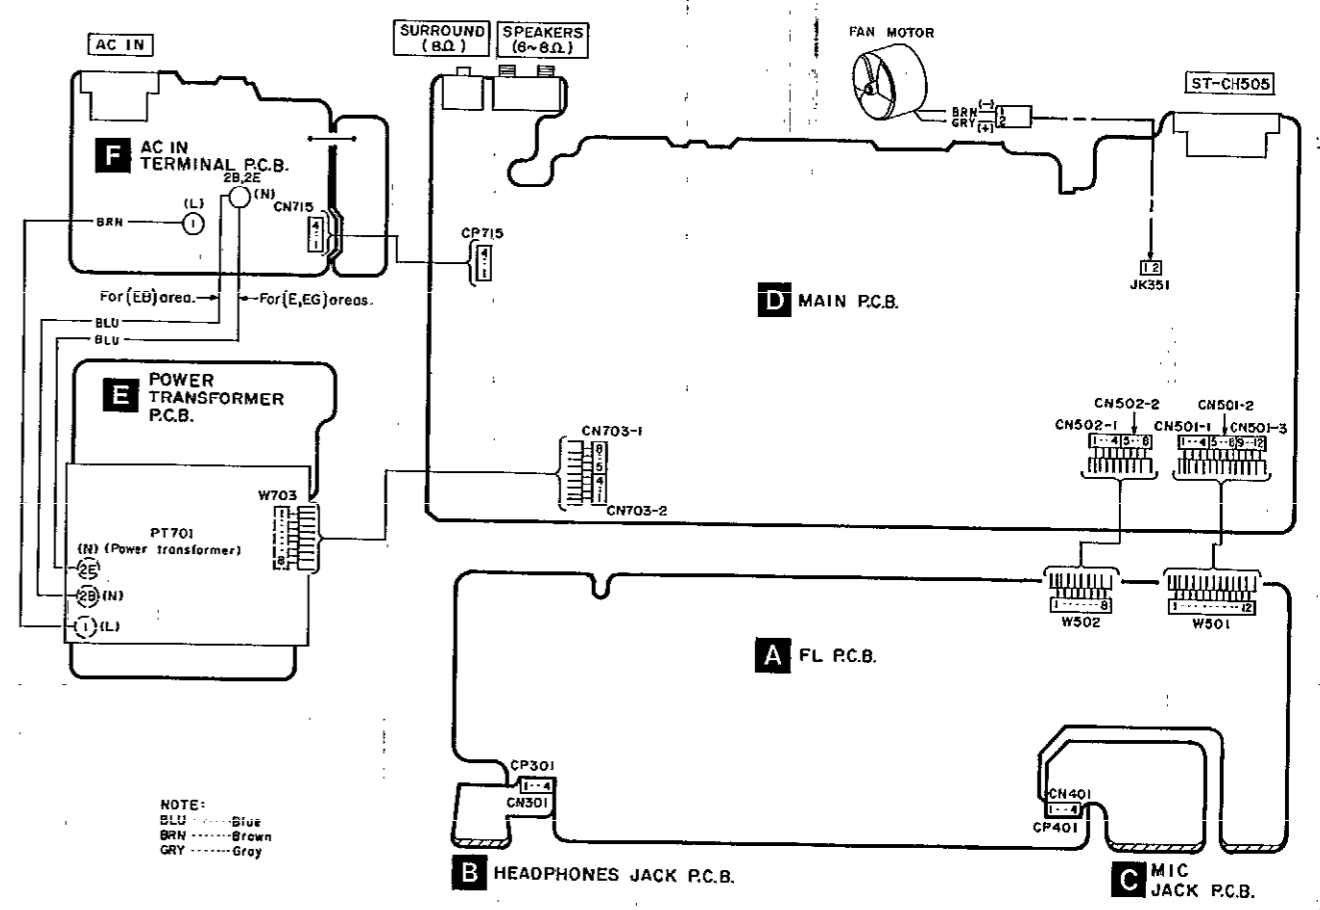 AC IN
SURROUND
(8Ω)
SPEAKERS
(6~8Ω)
FAN MOTOR
BRN (-)
GRY (+)
1
2
ST-CH505
F
AC IN
TERMINAL P.C.B.
2B,2E
(N)
(L)
1
BRN
CN715
4
1
CP715
4
1
1 2
JK351
D
MAIN P.C.B.
For (EB) area.
For (E,EG) areas.
BLU
BLU
E
POWER
TRANSFORMER
P.C.B.
CN502-2
CN501-2
CN502-1
CN501-1
CN501-3
1--4 5--8
1--4 5--8 9--12
CN703-1
8
5
4
1
CN703-2
W703
1
8
PT701
(N) (Power transformer)
2E
2B (N)
1 (L)
1------8
W502
1--------12
W501
A
FL P.C.B.
CP301
1--4
CN301
CN401
1--4
CP401
NOTE:
BLU ------Blue
BRN ------Brown
GRY ------Gray
B
HEADPHONES JACK P.C.B.
C
MIC
JACK P.C.B.